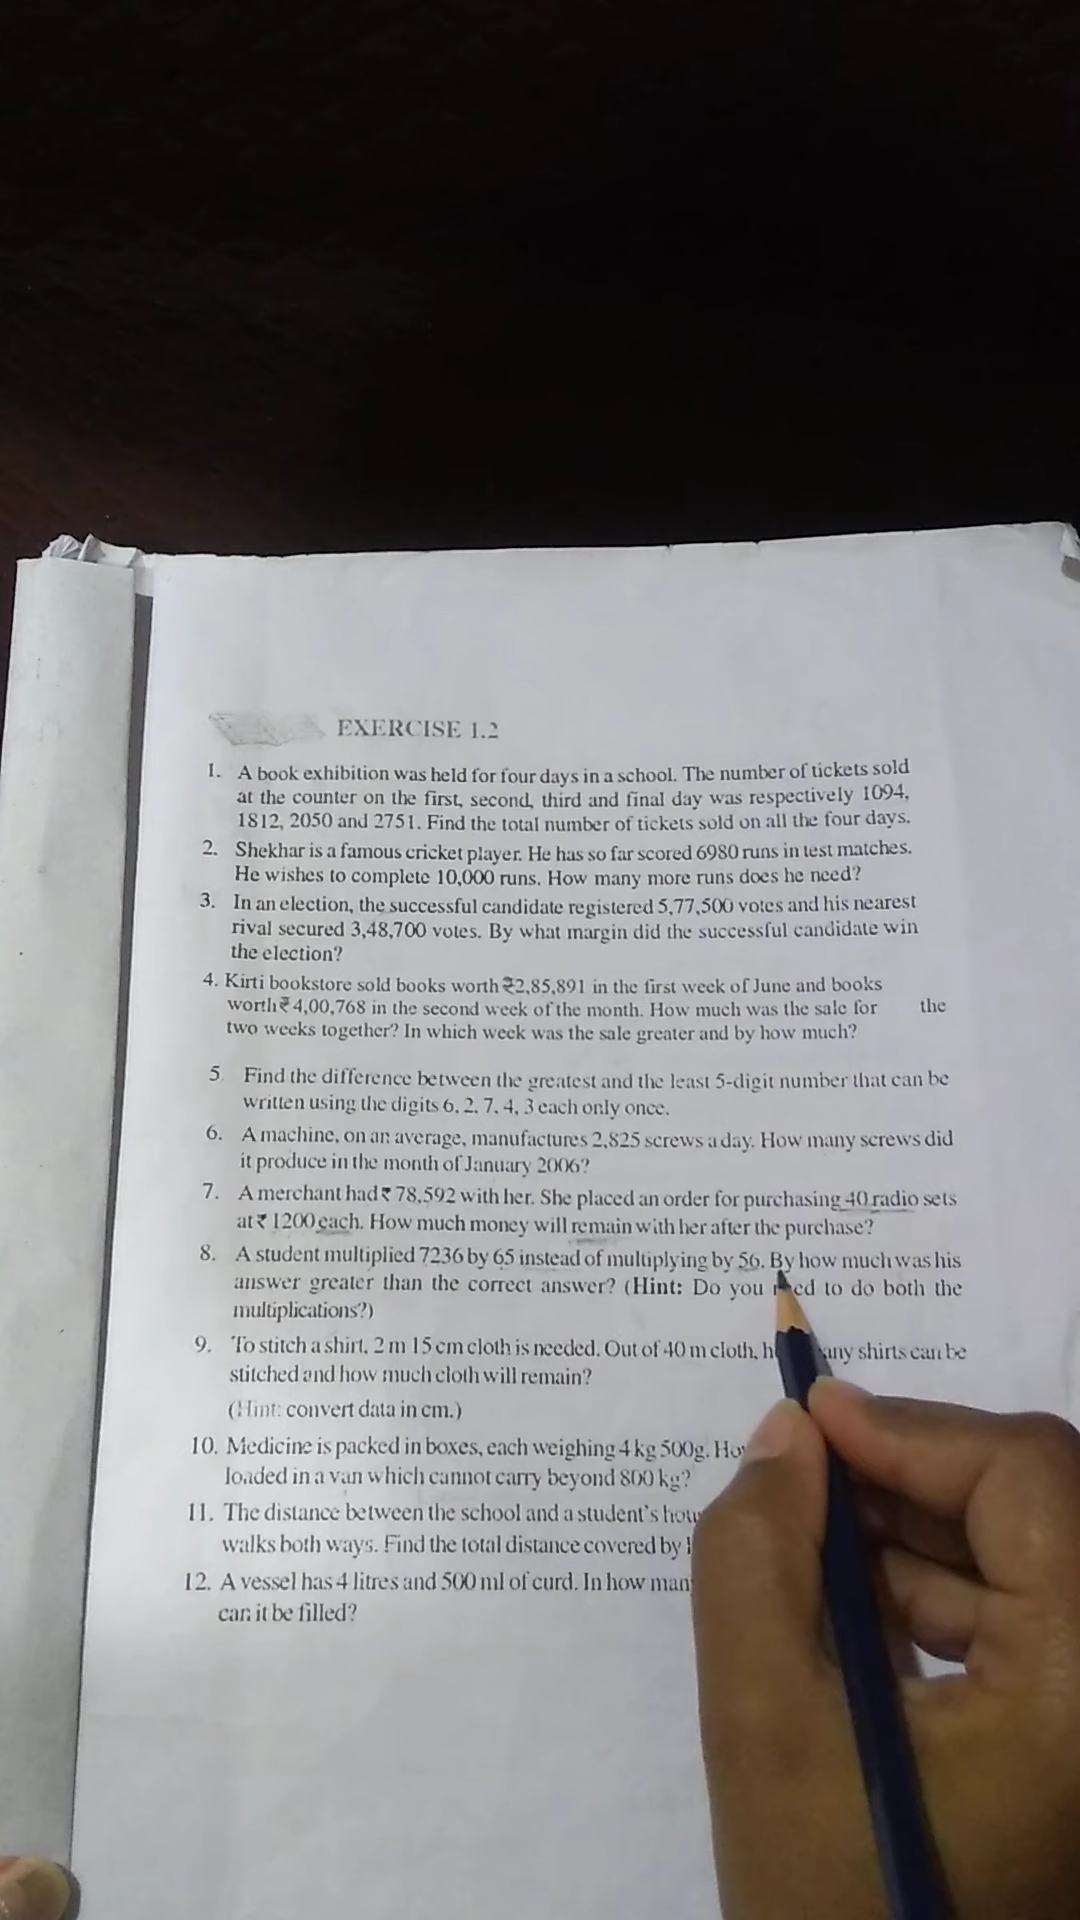 EXERCISE 1.2
1. A book exhibition was held for four days in a school. The number of tickets sold
at the counter on the first, second, third and final day was respectively 1094,
1812, 2050 and 2751. Find the total number of tickets sold on all the four days.
2. Shekhar is a famous cricket player. He has so far scored 6980 runs in test matches.
He wishes to complete 10,000 runs. How many more runs does he need?
3. In an election, the successful candidate registered 5,77,500 votes and his nearest
rival secured 3,48,700 votes. By what margin did the successful candidate win
the election?
4. Kirti bookstore sold books worth ₹2,85,891 in the first week of June and books
worth ₹4,00,768 in the second week of the month. How much was the sale for the
two weeks together? In which week was the sale greater and by how much?
5 Find the difference between the greatest and the least 5-digit number that can be
written using the digits 6, 2, 7, 4, 3 each only once.
6. A machine, on an average, manufactures 2,825 screws a day. How many screws did
it produce in the month of January 2006?
7. A merchant had ₹ 78,592 with her. She placed an order for purchasing 40 radio sets
at ₹ 1200 each. How much money will remain with her after the purchase?
8. A student multiplied 7236 by 65 instead of multiplying by 56. By how much was his
answer greater than the correct answer? (Hint: Do you to do both the
multiplications?)
9. To stitch a shirt, 2 m 15 cm cloth is needed. Out of 40 m cloth, shirts can be
stitched and how much cloth will remain?
(Hint: convert data in cm.)
10. Medicine is packed in boxes, each weighing 4 kg 500g.
loaded in a van which cannot carry beyond 800 kg?
11. The distance between the school and a student's
walks both ways. Find the total distance covered by
12. A vessel has 4 litres and 500 ml of curd. In how
can it be filled?